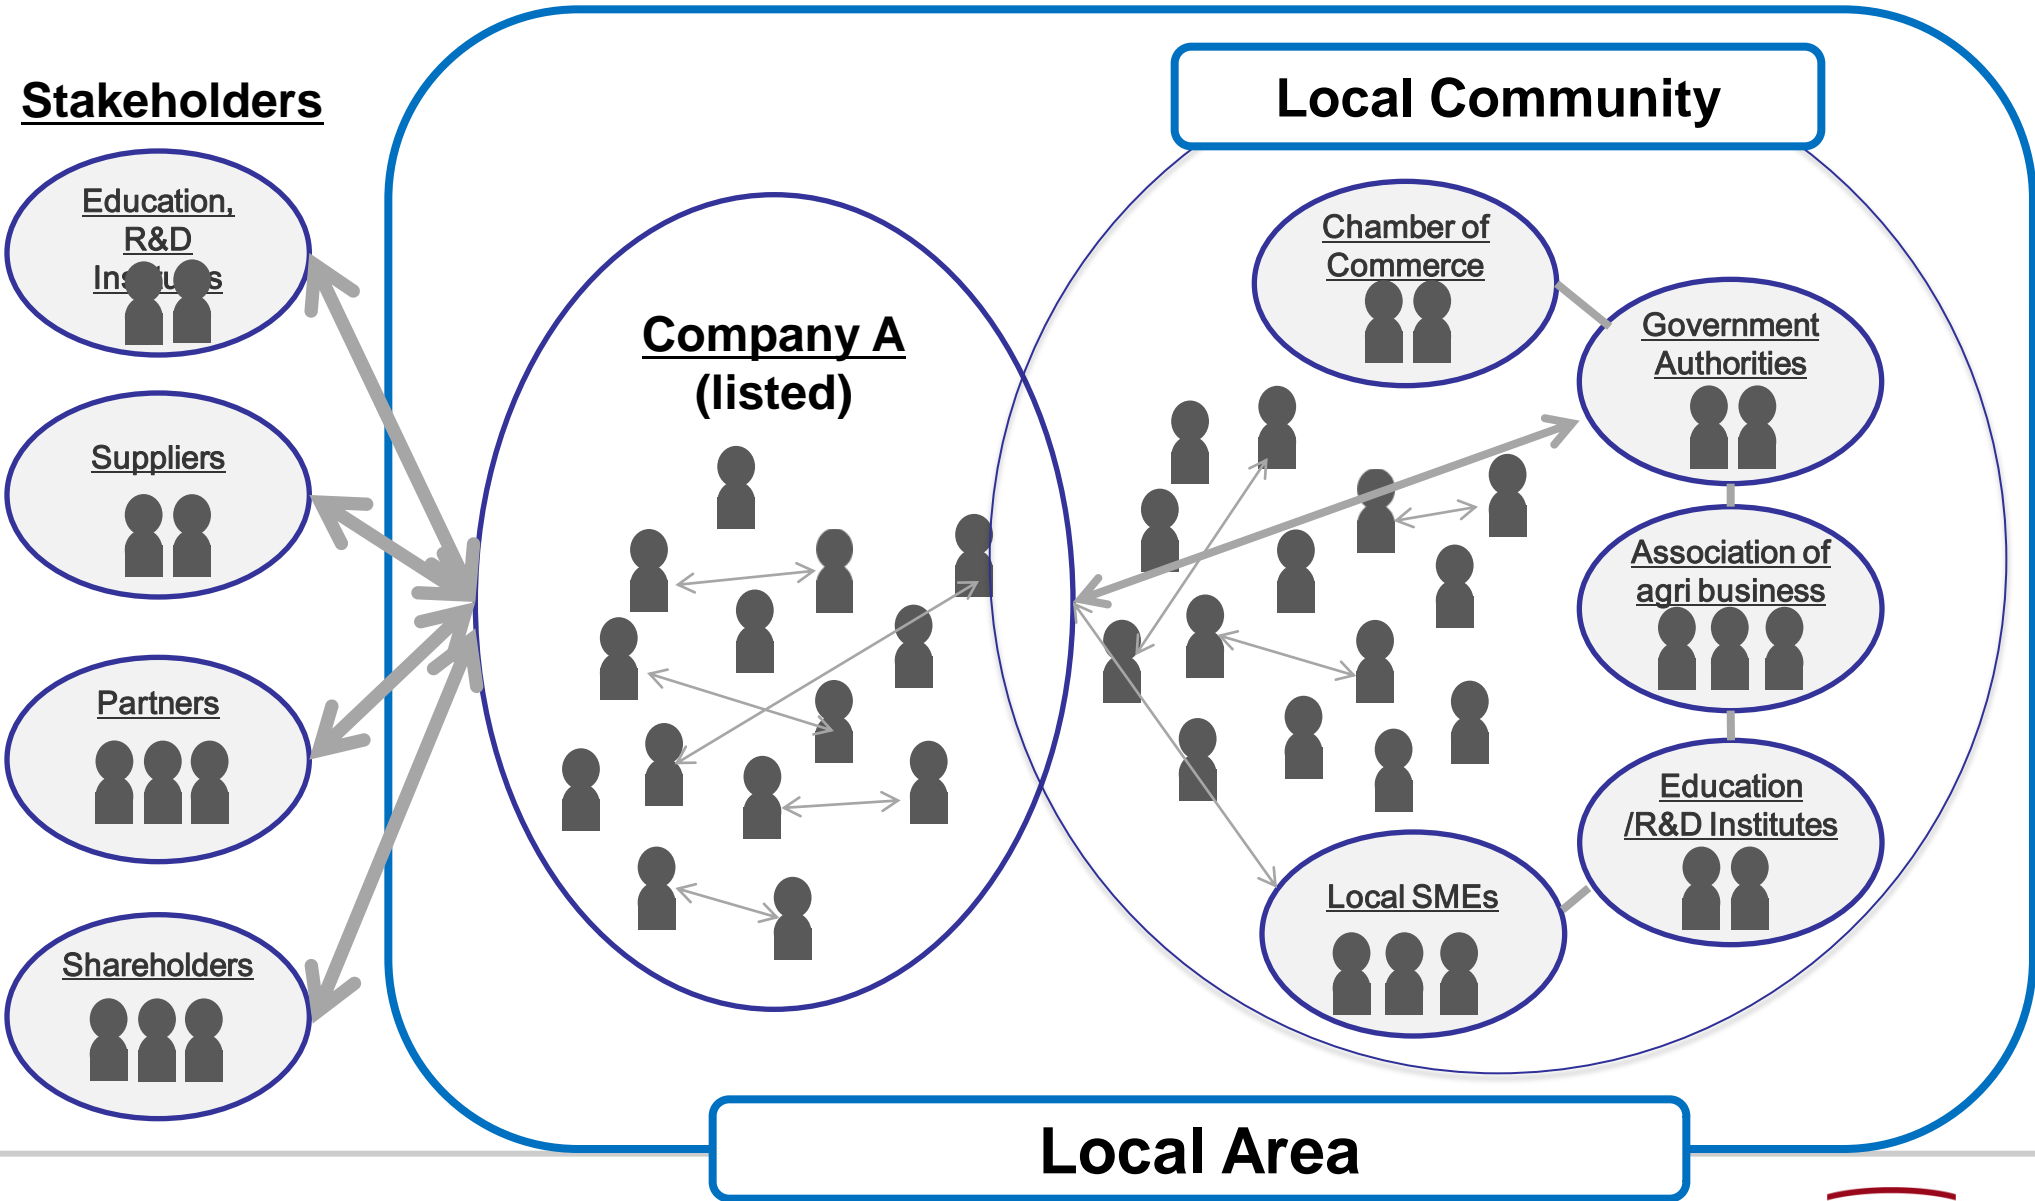 Stakeholders
Education,
R&D
Institutes
Suppliers
Partners
Shareholders
Company A
(listed)
Local Community
Chamber of
Commerce
Government
Authorities
Association of
agri business
Education
/R&D Institutes
Local SMEs
Local Area